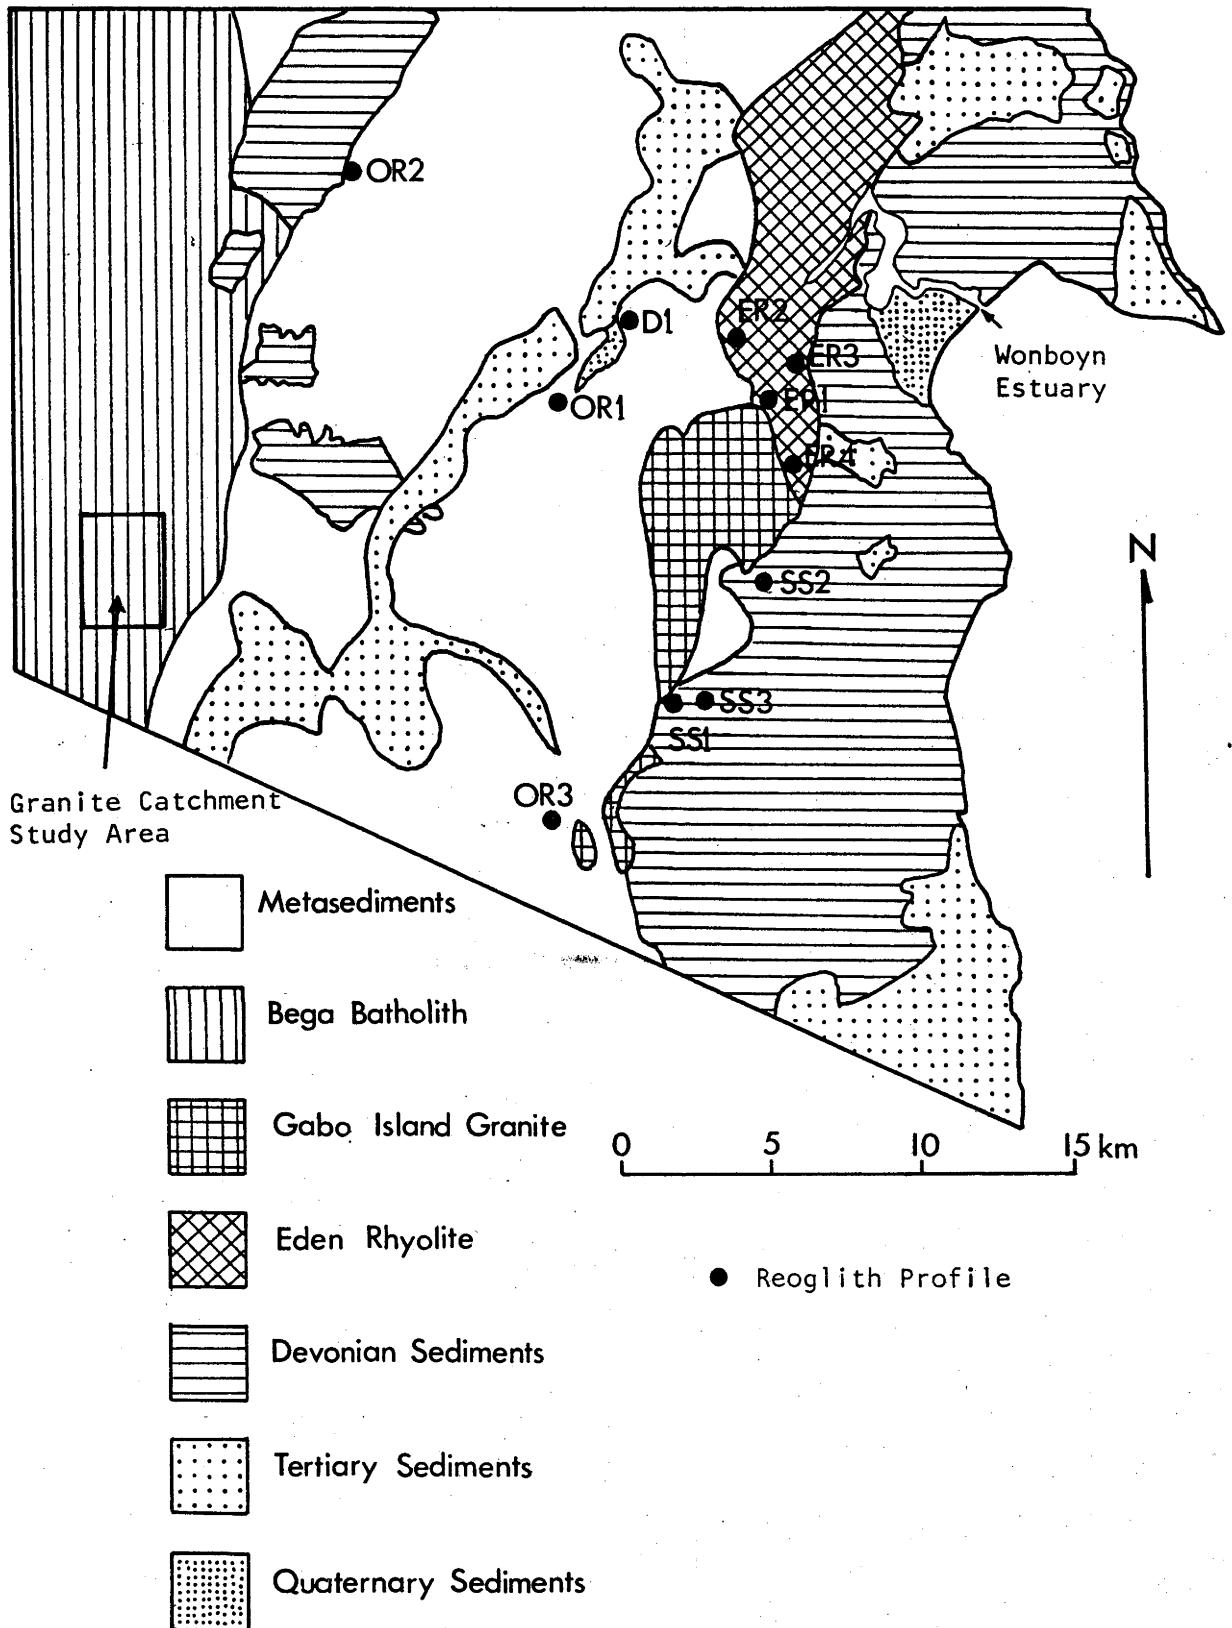 OR2
D1
ER2
ER3
Wonboyn
Estuary
OR1
ER1
ER4
N
SS2
SS3
SS1
OR3
Granite Catchment
Study Area
Metasediments
Bega Batholith
Gabo Island Granite
0 5 10 15 km
Eden Rhyolite
Reoglith Profile
Devonian Sediments
Tertiary Sediments
Quaternary Sediments